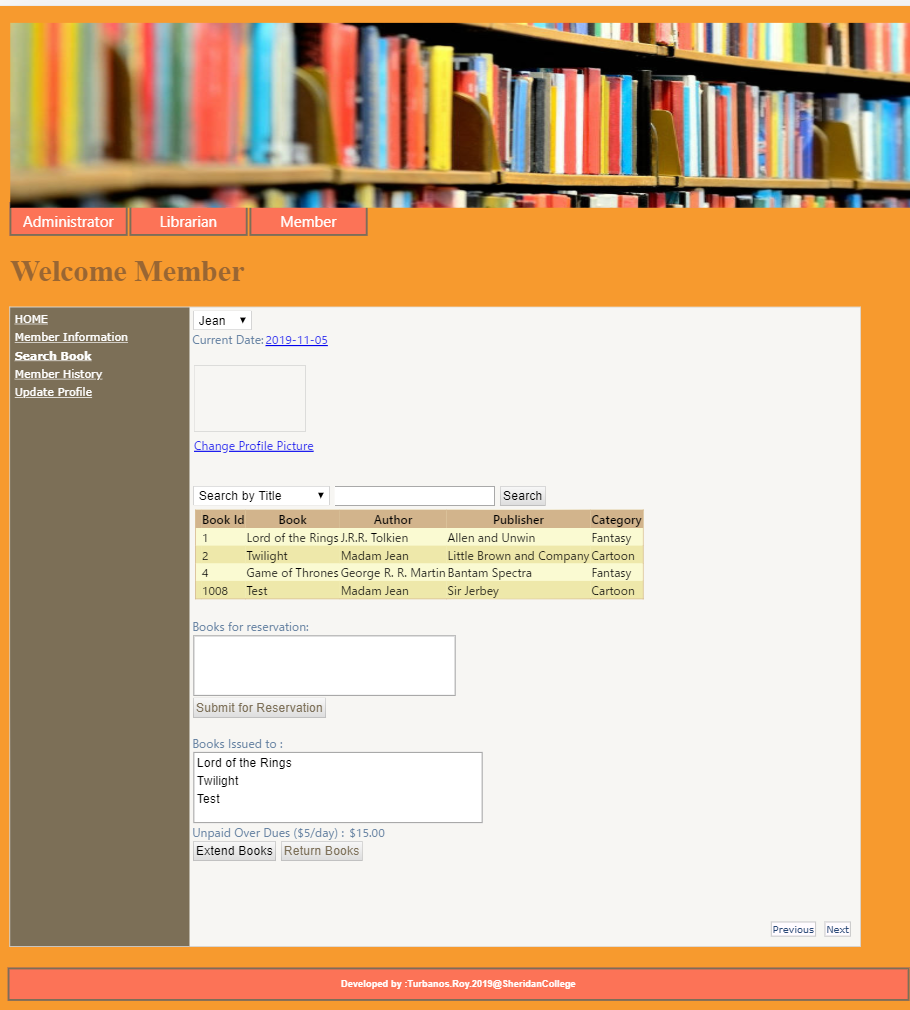 Administrator Librarian Member
Welcome Member
HOME
Member Information
Search Book
Member History
Update Profile
Jean
Current Date: 2019-11-05
Change Profile Picture
Search by Title Search
Book Id Book Author Publisher Category
1 Lord of the Rings J.R.R. Tolkien Allen and Unwin Fantasy
2 Twilight Madam Jean Little Brown and Company Cartoon
4 Game of Thrones George R. R. Martin Bantam Spectra Fantasy
1008 Test Madam Jean Sir Jerbey Cartoon
Books for reservation:
Submit for Reservation
Books Issued to :
Lord of the Rings
Twilight
Test
Unpaid Over Dues ($5/day) : $15.00
Extend Books Return Books
Previous Next
Developed by :Turbanos.Roy.2019@SheridanCollege